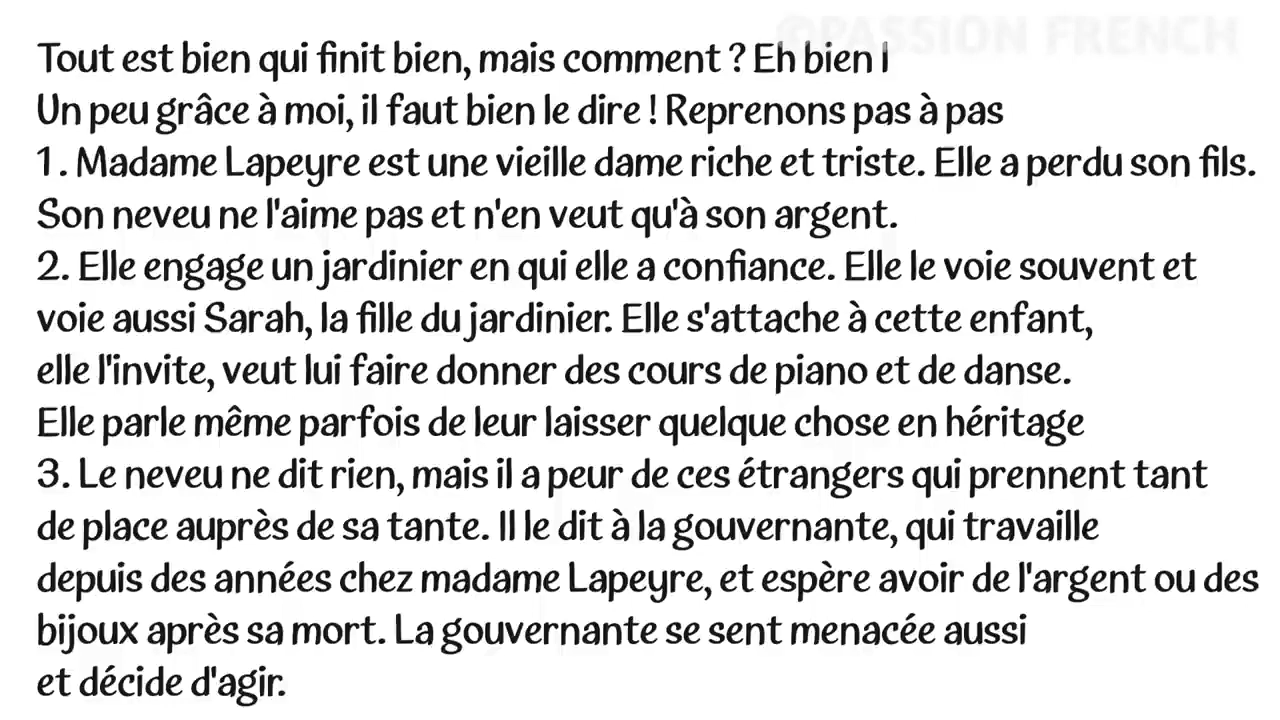 ©PASSION FRENCH
Tout est bien qui finit bien, mais comment ? Eh bien !
Un peu grâce à moi, il faut bien le dire ! Reprenons pas à pas
1. Madame Lapeyre est une vieille dame riche et triste. Elle a perdu son fils.
Son neveu ne l'aime pas et n'en veut qu'à son argent.
2. Elle engage un jardinier en qui elle a confiance. Elle le voie souvent et
voie aussi Sarah, la fille du jardinier. Elle s'attache à cette enfant,
elle l'invite, veut lui faire donner des cours de piano et de danse.
Elle parle même parfois de leur laisser quelque chose en héritage
3. Le neveu ne dit rien, mais il a peur de ces étrangers qui prennent tant
de place auprès de sa tante. Il le dit à la gouvernante, qui travaille
depuis des années chez madame Lapeyre, et espère avoir de l'argent ou des
bijoux après sa mort. La gouvernante se sent menacée aussi
et décide d'agir.